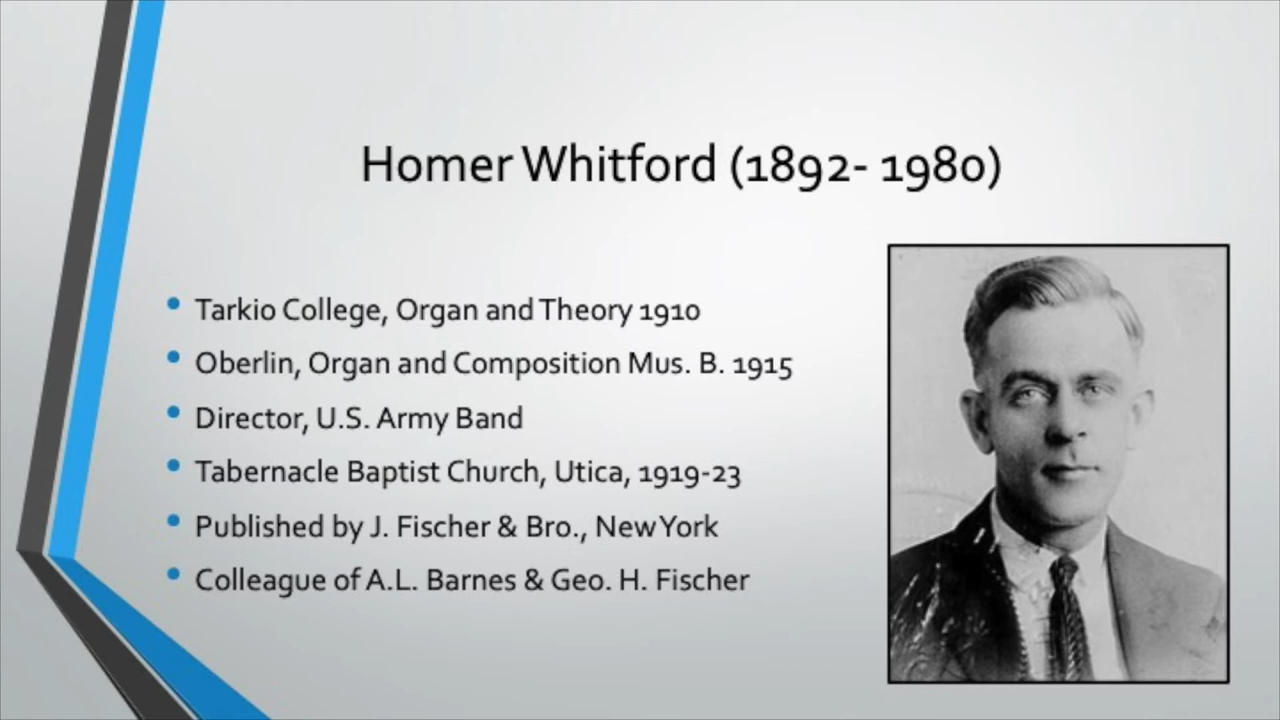 Homer Whitford (1892- 1980)
Tarkio College, Organ and Theory 1910
Oberlin, Organ and Composition Mus. B. 1915
Director, U.S. Army Band
Tabernacle Baptist Church, Utica, 1919-23
Published by J. Fischer & Bro., New York
Colleague of A.L. Barnes & Geo. H. Fischer